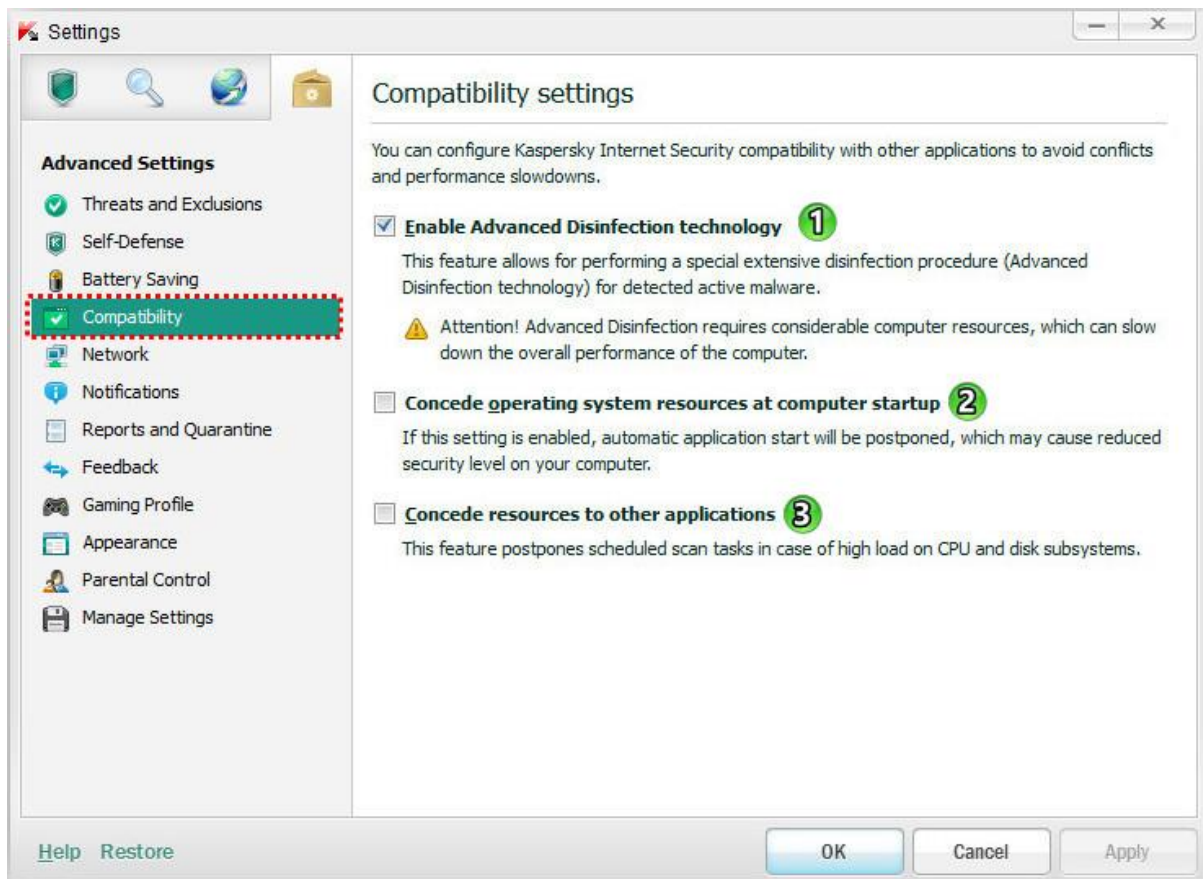 Settings
Advanced Settings
Threats and Exclusions
Self-Defense
Battery Saving
Compatibility
Network
Notifications
Reports and Quarantine
Feedback
Gaming Profile
Appearance
Parental Control
Manage Settings
Compatibility settings
You can configure Kaspersky Internet Security compatibility with other applications to avoid conflicts
and performance slowdowns.
Enable Advanced Disinfection technology 1
This feature allows for performing a special extensive disinfection procedure (Advanced
Disinfection technology) for detected active malware.
Attention! Advanced Disinfection requires considerable computer resources, which can slow
down the overall performance of the computer.
Concede operating system resources at computer startup 2
If this setting is enabled, automatic application start will be postponed, which may cause reduced
security level on your computer.
Concede resources to other applications 3
This feature postpones scheduled scan tasks in case of high load on CPU and disk subsystems.
Help Restore OK Cancel Apply